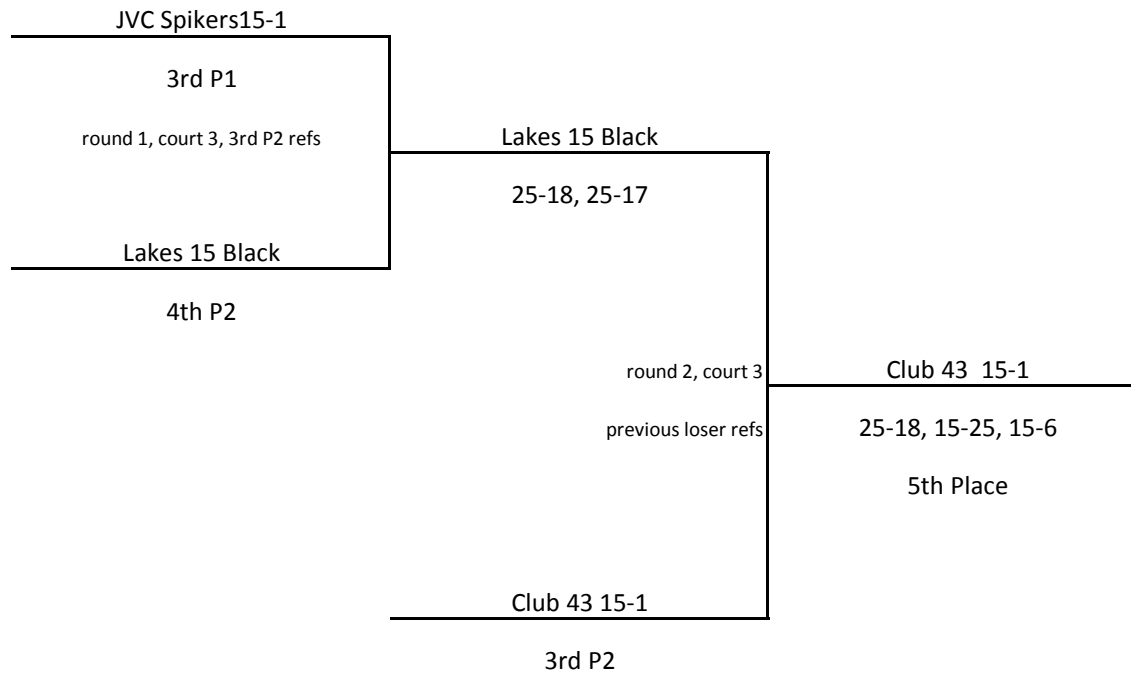 JVC Spikers15-1
3rd P1
round 1, court 3, 3rd P2 refs
Lakes 15 Black
25-18, 25-17
Lakes 15 Black
4th P2
round 2, court 3
Club 43  15-1
previous loser refs
25-18, 15-25, 15-6
5th Place
Club 43 15-1
3rd P2